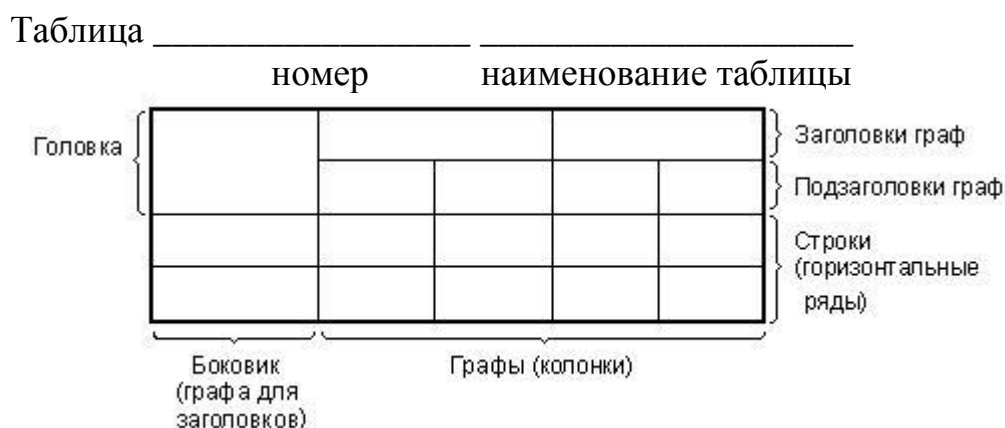 Таблица _________________ ____________________
номер наименование таблицы
Головка
Заголовки граф
Подзаголовки граф
Строки
(горизонтальные
ряды)
Боковик
(графа для
заголовков)
Графы (колонки)